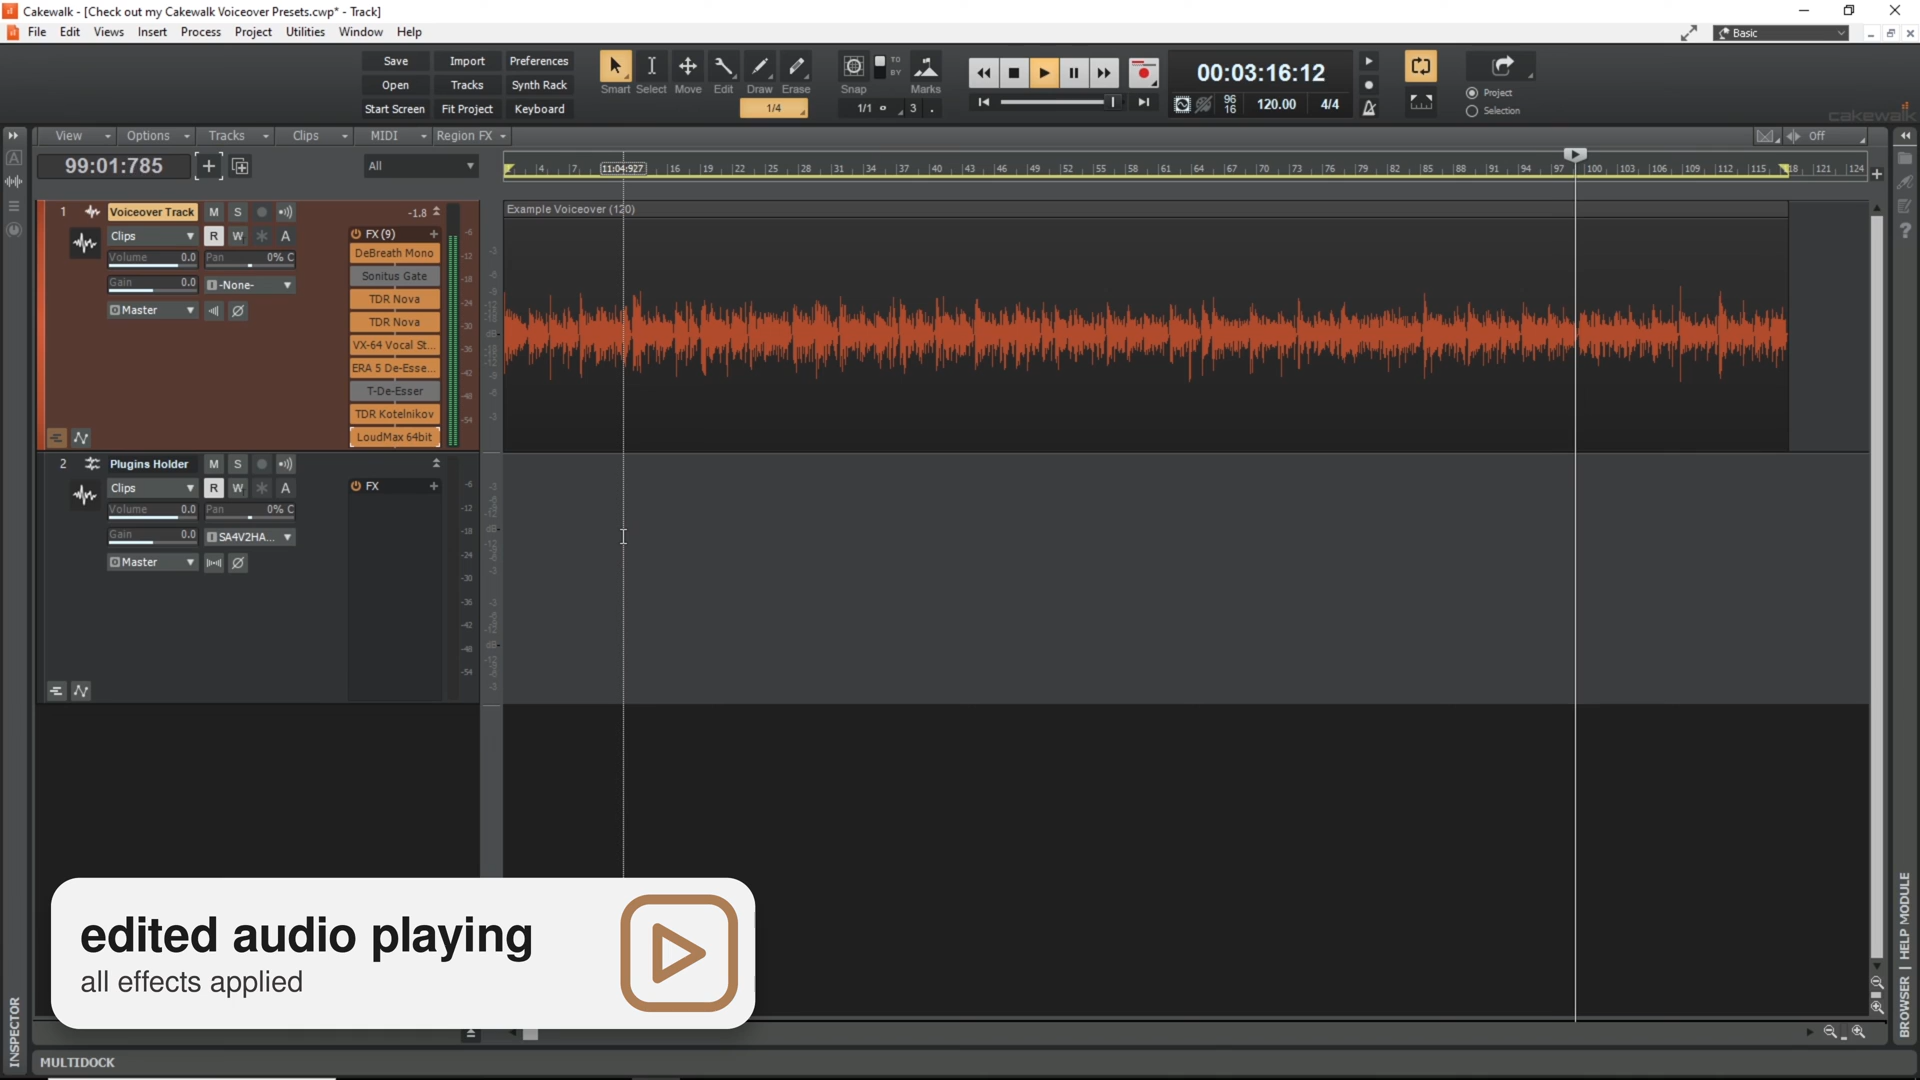 Cakewalk - [Check out my Cakewalk Voiceover Presets.cwp* - Track]
File Edit Views Insert Process Project Utilities Window Help
Basic
Save Import Preferences
Open Tracks Synth Rack
Start Screen Fit Project Keyboard
Smart Select Move Edit Draw Erase
1/4
Snap TO BY Marks
1/1 3
00:03:16:12
96 16 120.00 4/4
Project
Selection
cakewalk
View Options Tracks Clips MIDI Region FX
Off
99:01:785
All
4 7 11:04:927 16 19 22 25 28 31 34 37 40 43 46 49 52 55 58 61 64 67 70 73 76 79 82 85 88 91 94 97 100 103 106 109 112 115 118 121 124
1 Voiceover Track M S -1.8
Clips R W A
Volume 0.0 Pan 0% C
Gain 0.0 -None-
Master
FX (9)
DeBreath Mono
Sonitus Gate
TDR Nova
TDR Nova
VX-64 Vocal St...
ERA 5 De-Esse...
T-De-Esser
TDR Kotelnikov
LoudMax 64bit
-6
-12
-18
-24
-30
-36
-42
-48
-54
Example Voiceover (120)
2 Plugins Holder M S
Clips R W A
Volume 0.0 Pan 0% C
Gain 0.0 SA4V2HA...
Master
FX
-6
-12
-18
-24
-30
-36
-42
-48
-54
edited audio playing
all effects applied
INSPECTOR
BROWSER | HELP MODULE
MULTIDOCK